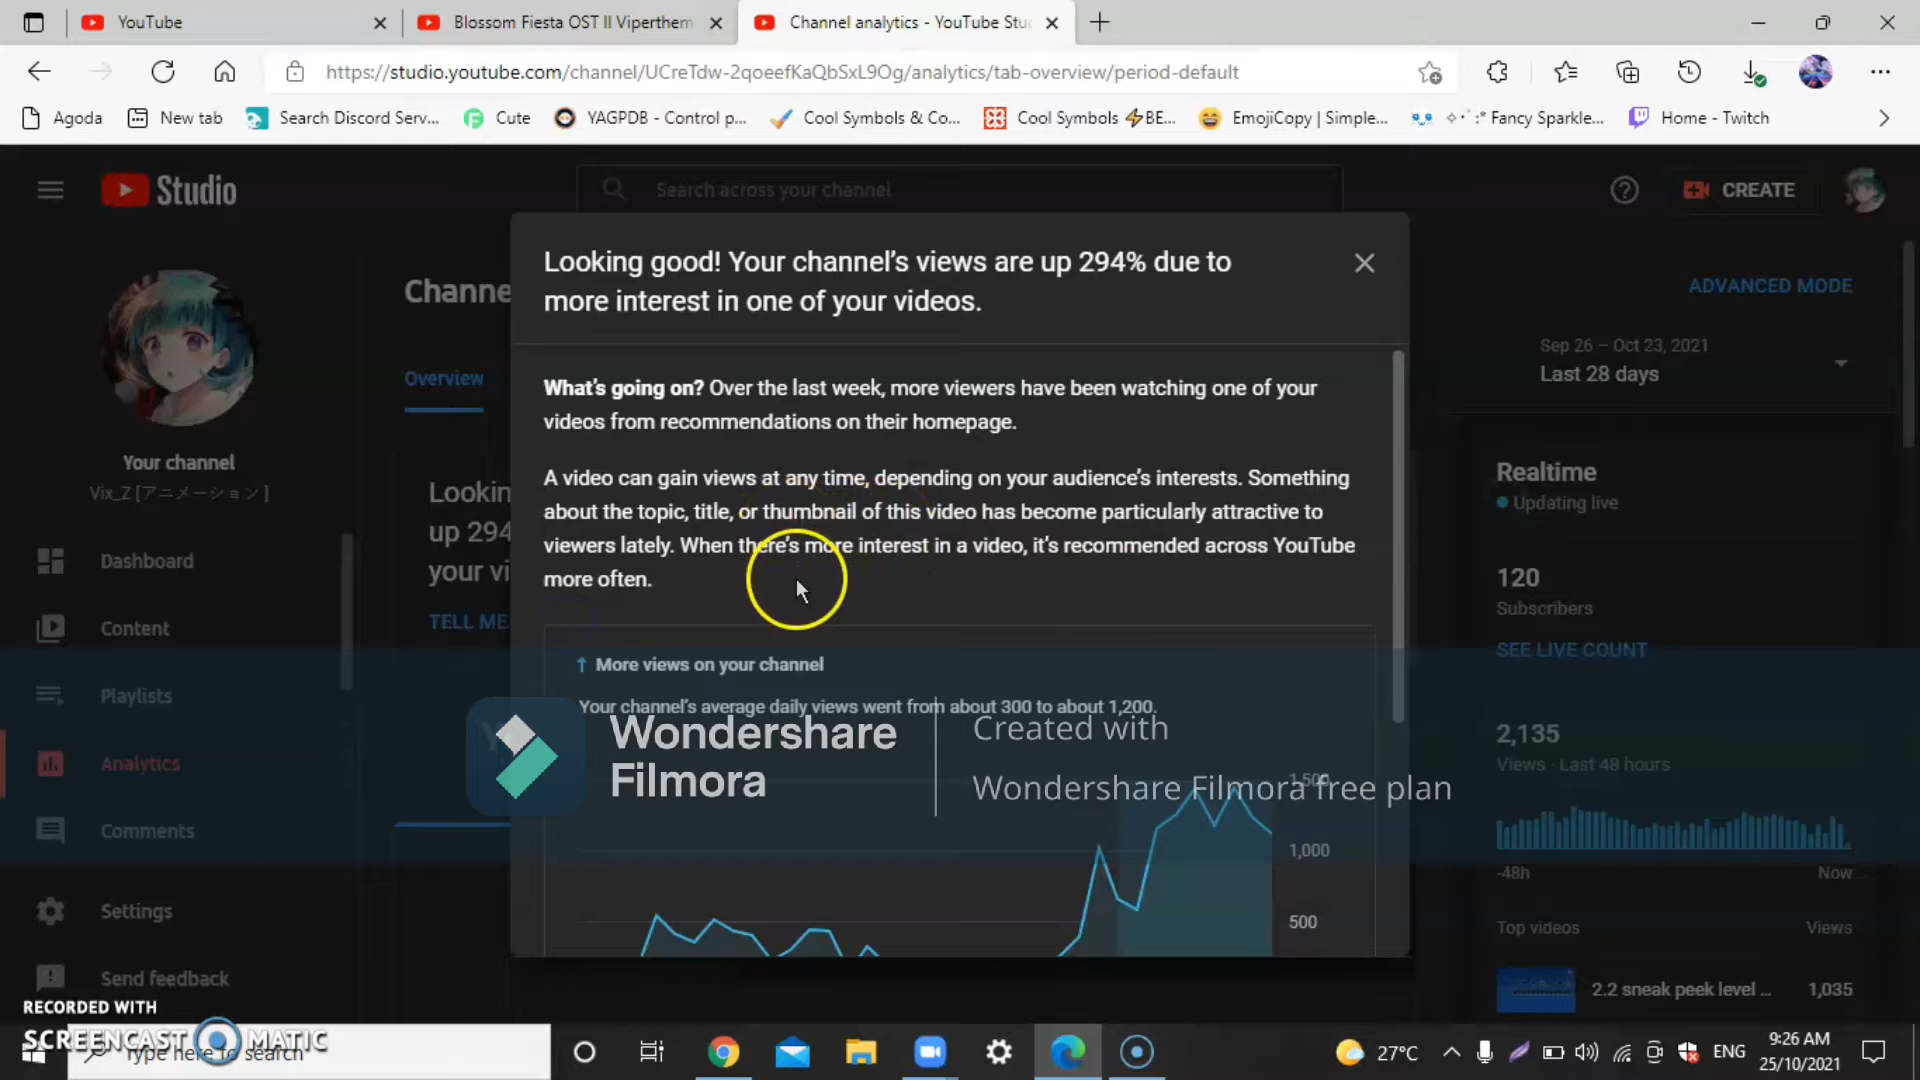 YouTube
Blossom Fiesta OST II Viperthem
Channel analytics - YouTube Stu
https://studio.youtube.com/channel/UCreTdw-2qoeefKaQbSxL9Og/analytics/tab-overview/period-default
Agoda
New tab
Search Discord Serv...
Cute
YAGPDB - Control p...
Cool Symbols & Co...
Cool Symbols ⚡BE...
EmojiCopy | Simple...
✧・゚:* Fancy Sparkle...
Home - Twitch
Studio
Search across your channel
CREATE
Looking good! Your channel's views are up 294% due to
more interest in one of your videos.
Channe
ADVANCED MODE
Sep 26 – Oct 23, 2021
Last 28 days
Overview
What's going on? Over the last week, more viewers have been watching one of your
videos from recommendations on their homepage.
A video can gain views at any time, depending on your audience's interests. Something
about the topic, title, or thumbnail of this video has become particularly attractive to
viewers lately. When there's more interest in a video, it's recommended across YouTube
more often.
Your channel
Vix_Z [アニメーション]
Lookin
up 294
your vi
TELL ME
Realtime
Updating live
120
Subscribers
SEE LIVE COUNT
2,135
Views · Last 48 hours
-48h
Now
Top videos
Views
2.2 sneak peek level ...
1,035
Dashboard
Content
Playlists
Analytics
Comments
Settings
Send feedback
More views on your channel
Your channel's average daily views went from about 300 to about 1,200.
1,500
1,000
500
Wondershare
Filmora
Created with
Wondershare Filmora free plan
RECORDED WITH
SCREENCAST MATIC
Type here to search
27°C
ENG
9:26 AM
25/10/2021